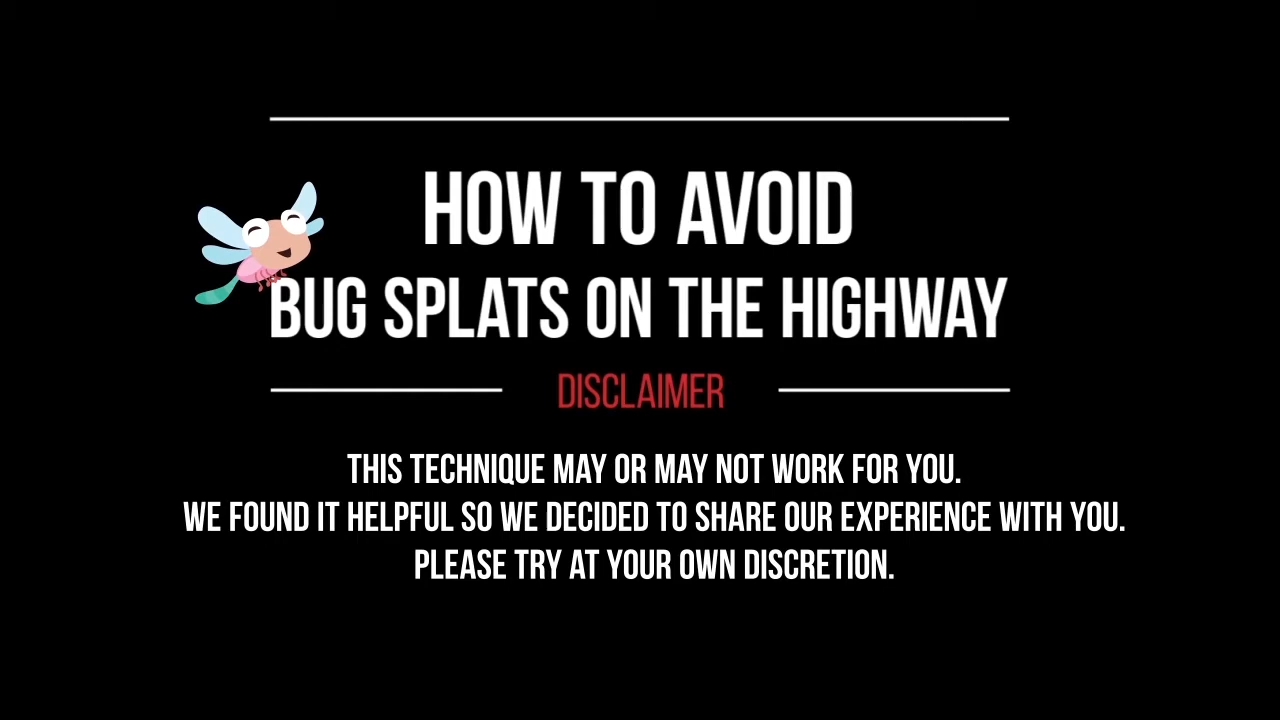 HOW TO AVOID
BUG SPLATS ON THE HIGHWAY
DISCLAIMER
THIS TECHNIQUE MAY OR MAY NOT WORK FOR YOU.
WE FOUND IT HELPFUL SO WE DECIDED TO SHARE OUR EXPERIENCE WITH YOU.
PLEASE TRY AT YOUR OWN DISCRETION.